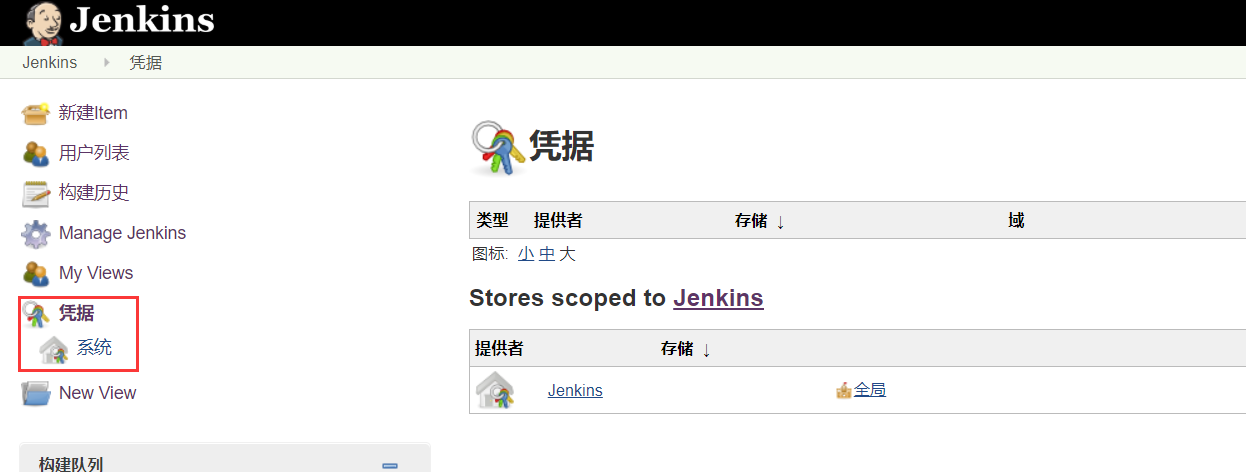 Jenkins
Jenkins 凭据
新建Item
用户列表
构建历史
Manage Jenkins
My Views
凭据
系统
New View
构建队列
凭据
类型 提供者 存储 ↓ 域
图标: 小 中 大
Stores scoped to Jenkins
提供者 存储 ↓
Jenkins 全局